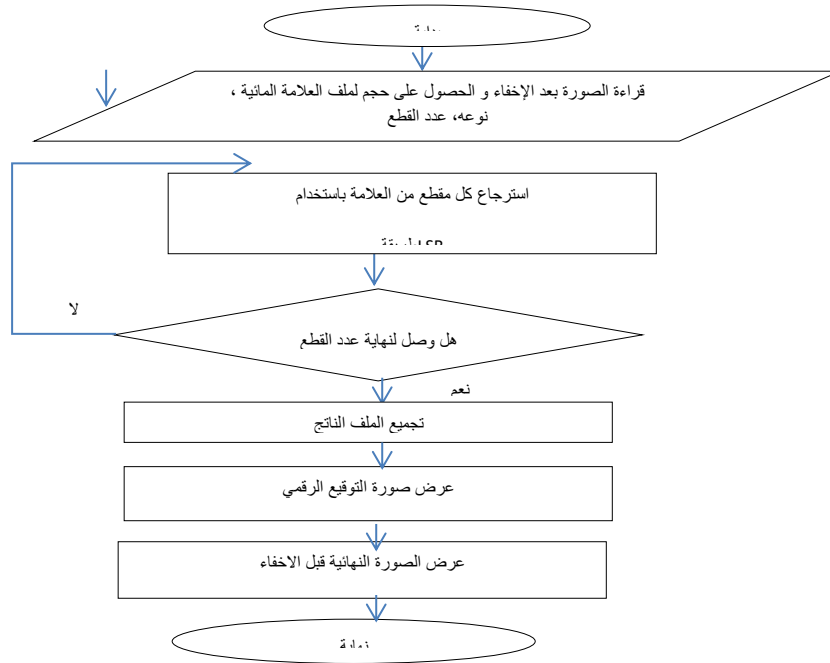 قراءة الصورة بعد الإخفاء و الحصول على حجم لملف العلامة المائية ،
نوعه، عدد القطع
استرجاع كل مقطع من العلامة باستخدام
لا
هل وصل لنهاية عدد القطع
نعم
تجميع الملف الناتج
عرض صورة التوقيع الرقمي
عرض الصورة النهائية قبل الاخفاء
نهاية